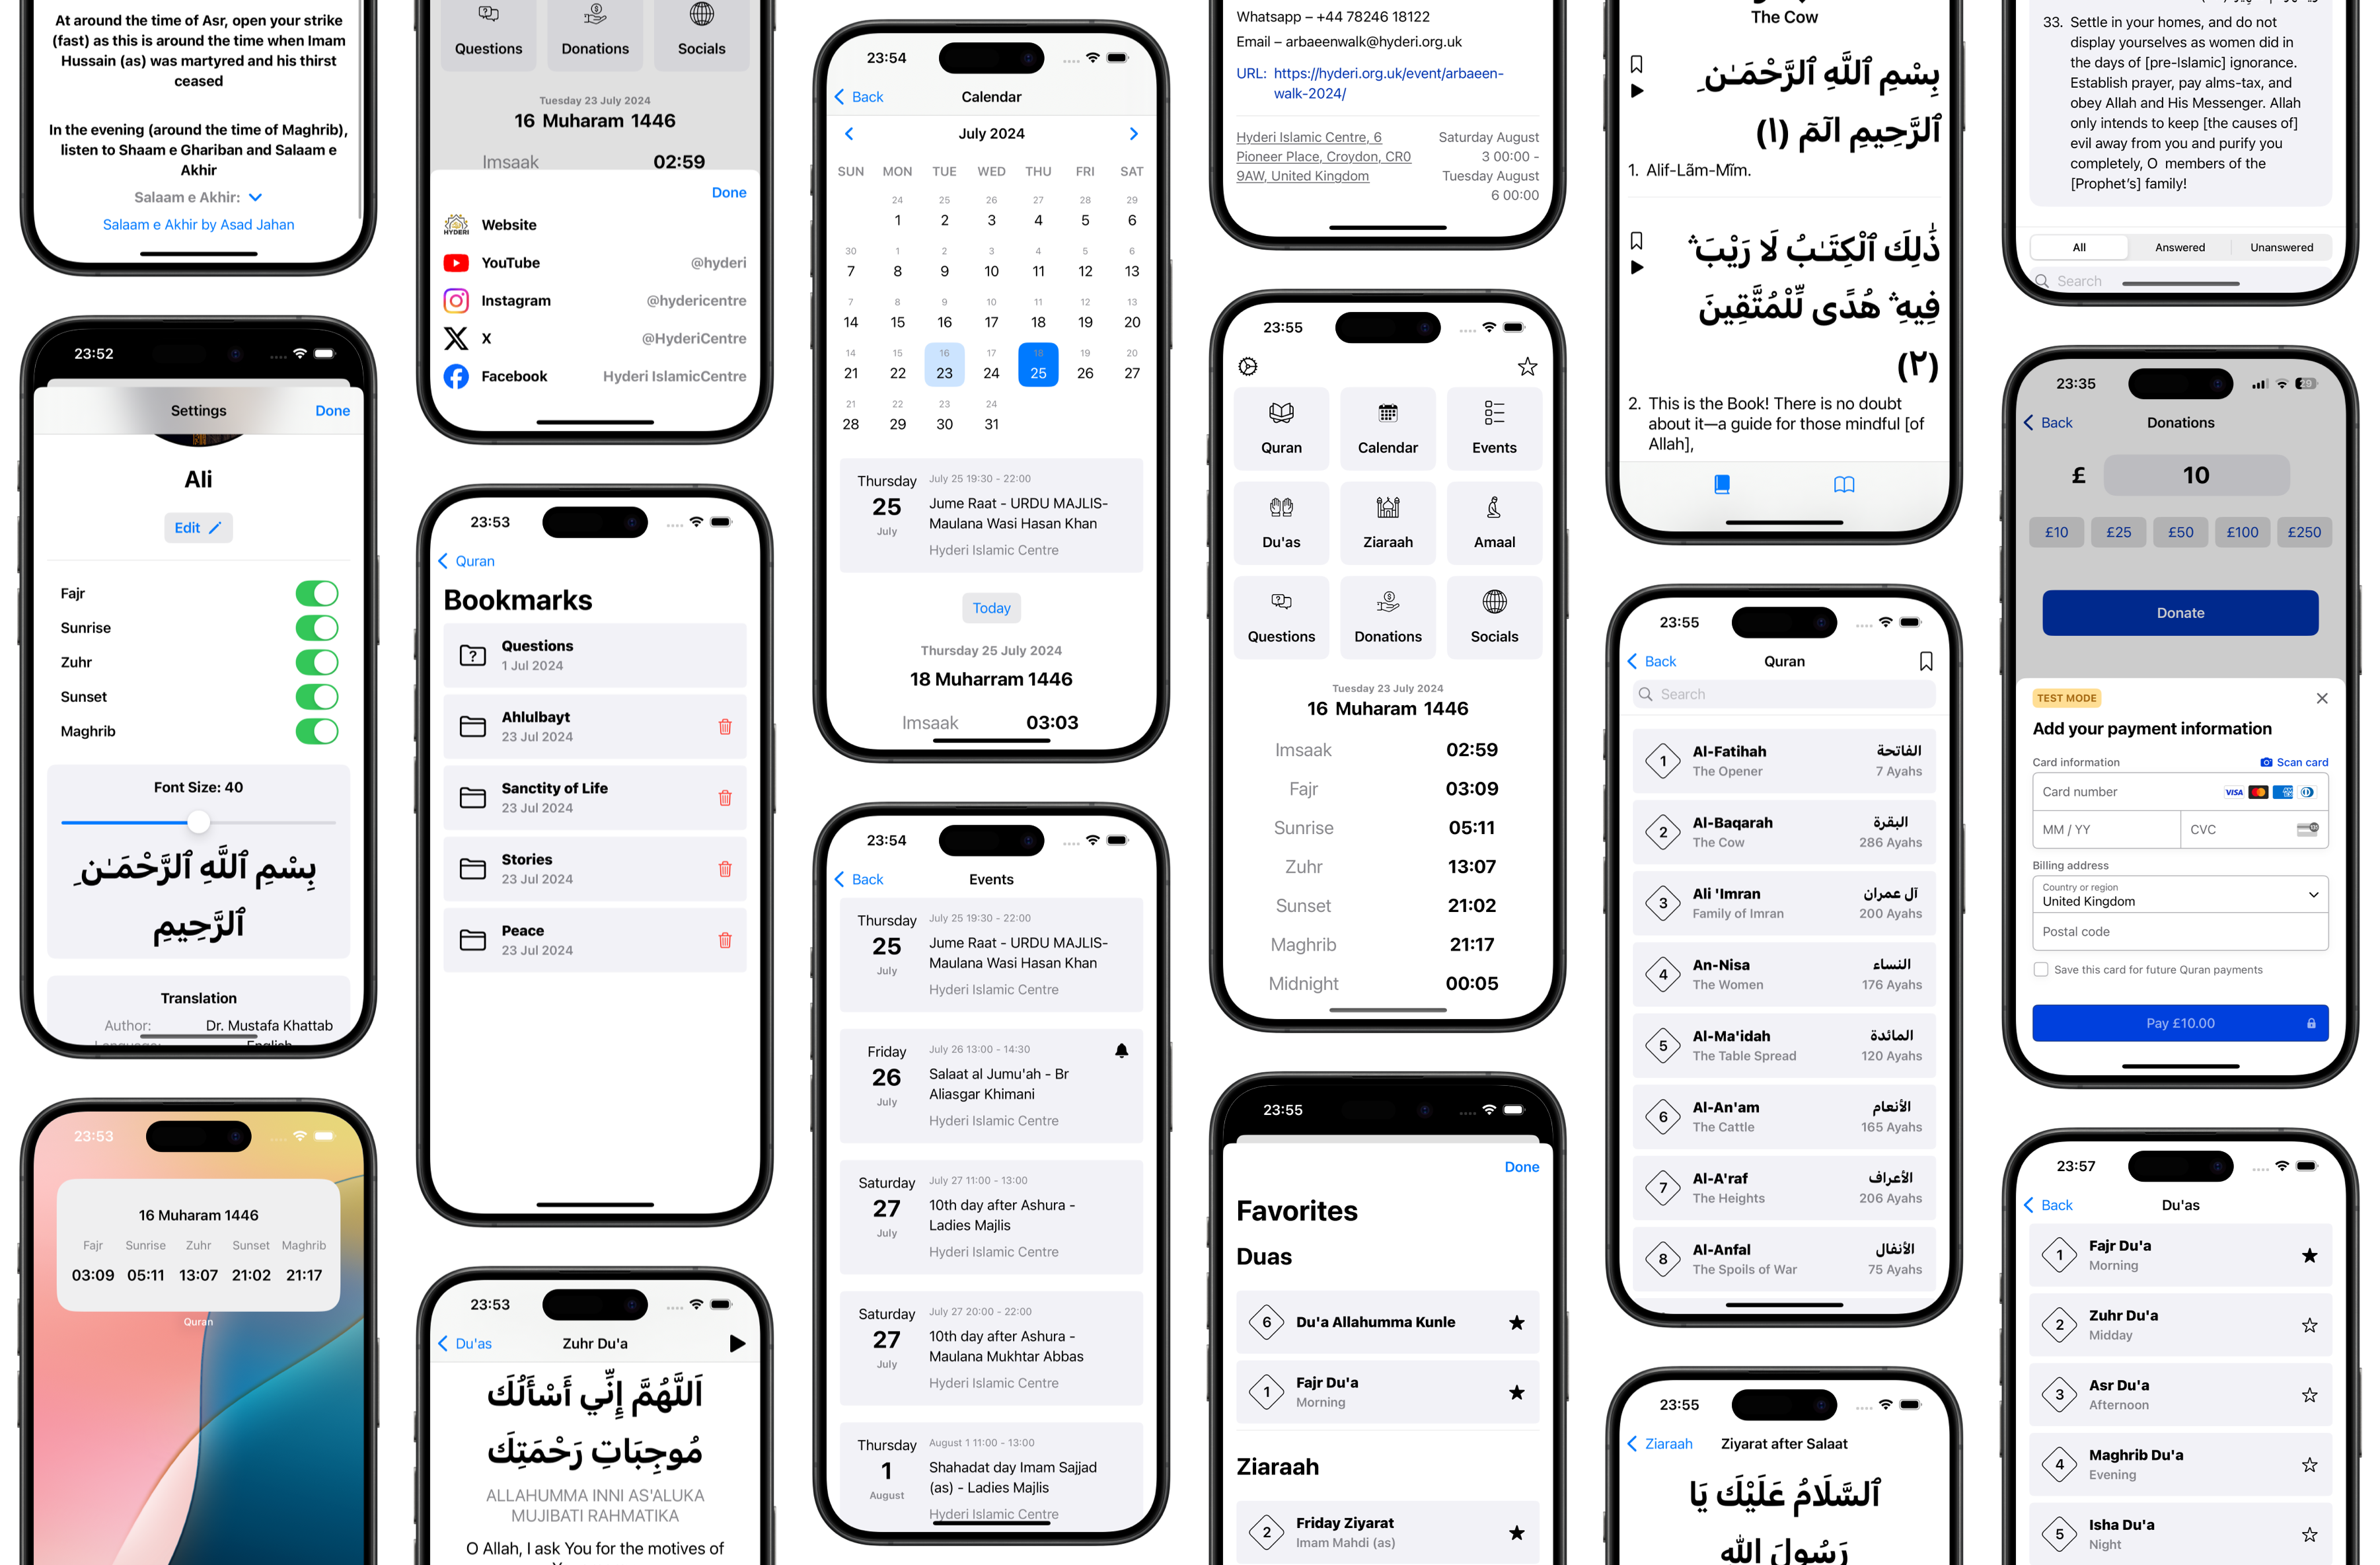 At around the time of Asr, open your strike
(fast) as this is around the time when Imam
Hussain (as) was martyred and his thirst
ceased
In the evening (around the time of Maghrib),
listen to Shaam e Ghariban and Salaam e
Akhir
Salaam e Akhir:
Salaam e Akhir by Asad Jahan
23:52
Settings
Done
Ali
Edit
Fajr
Sunrise
Zuhr
Sunset
Maghrib
Font Size: 40
بِسْمِ ٱللَّهِ ٱلرَّحْمَـٰنِ
ٱلرَّحِيمِ
Translation
Author: Dr. Mustafa Khattab
Language: English
23:53
16 Muharam 1446
Fajr Sunrise Zuhr Sunset Maghrib
03:09 05:11 13:07 21:02 21:17
Quran
Questions Donations Socials
Tuesday 23 July 2024
16 Muharam 1446
Imsaak 02:59
Done
HYDERI
Website
YouTube @hyderi
Instagram @hydericentre
X @HyderiCentre
Facebook Hyderi IslamicCentre
23:53
Quran
Bookmarks
Questions
1 Jul 2024
Ahlulbayt
23 Jul 2024
Sanctity of Life
23 Jul 2024
Stories
23 Jul 2024
Peace
23 Jul 2024
23:53
Du'as
Zuhr Du'a
اَللَّهُمَّ إِنِّي أَسْأَلُكَ
مُوجِبَاتِ رَحْمَتِكَ
ALLAHUMMA INNI AS'ALUKA
MUJIBATI RAHMATIKA
O Allah, I ask You for the motives of
23:54
Back
Calendar
July 2024
SUN MON TUE WED THU FRI SAT
24 25 26 27 28 29
1 2 3 4 5 6
30 1 2 3 4 5 6
7 8 9 10 11 12 13
7 8 9 10 11 12 13
14 15 16 17 18 19 20
14 15 16 17 18 19 20
21 22 23 24 25 26 27
21 22 23 24
28 29 30 31
Thursday
25
July
July 25 19:30 - 22:00
Jume Raat - URDU MAJLIS-
Maulana Wasi Hasan Khan
Hyderi Islamic Centre
Today
Thursday 25 July 2024
18 Muharram 1446
Imsaak 03:03
23:54
Back
Events
Thursday
25
July
July 25 19:30 - 22:00
Jume Raat - URDU MAJLIS-
Maulana Wasi Hasan Khan
Hyderi Islamic Centre
Friday
26
July
July 26 13:00 - 14:30
Salaat al Jumu'ah - Br
Aliasgar Khimani
Hyderi Islamic Centre
Saturday
27
July
July 27 11:00 - 13:00
10th day after Ashura -
Ladies Majlis
Hyderi Islamic Centre
Saturday
27
July
July 27 20:00 - 22:00
10th day after Ashura -
Maulana Mukhtar Abbas
Hyderi Islamic Centre
Thursday
1
August
August 1 11:00 - 13:00
Shahadat day Imam Sajjad
(as) - Ladies Majlis
Hyderi Islamic Centre
Whatsapp – +44 78246 18122
Email – arbaeenwalk@hyderi.org.uk
URL: https://hyderi.org.uk/event/arbaeen-
walk-2024/
Hyderi Islamic Centre, 6
Pioneer Place, Croydon, CR0
9AW, United Kingdom
Saturday August
3 00:00 -
Tuesday August
6 00:00
23:55
Quran Calendar Events
Du'as Ziaraah Amaal
Questions Donations Socials
Tuesday 23 July 2024
16 Muharam 1446
Imsaak 02:59
Fajr 03:09
Sunrise 05:11
Zuhr 13:07
Sunset 21:02
Maghrib 21:17
Midnight 00:05
23:55
Done
Favorites
Duas
6 Du'a Allahumma Kunle
1 Fajr Du'a
Morning
Ziaraah
2 Friday Ziyarat
Imam Mahdi (as)
The Cow
بِسْمِ ٱللَّهِ ٱلرَّحْمَـٰنِ
ٱلرَّحِيمِ الٓمٓ (١)
1. Alif-Lãm-Mĩm.
ذَٰلِكَ ٱلْكِتَـٰبُ لَا رَيْبَ ۛ
فِيهِ ۛ هُدًى لِّلْمُتَّقِينَ
(٢)
2. This is the Book! There is no doubt
about it—a guide for those mindful [of
Allah],
23:55
Back
Quran
Search
1 Al-Fatihah الفاتحة
The Opener 7 Ayahs
2 Al-Baqarah البقرة
The Cow 286 Ayahs
3 Ali 'Imran آل عمران
Family of Imran 200 Ayahs
4 An-Nisa النساء
The Women 176 Ayahs
5 Al-Ma'idah المائدة
The Table Spread 120 Ayahs
6 Al-An'am الأنعام
The Cattle 165 Ayahs
7 Al-A'raf الأعراف
The Heights 206 Ayahs
8 Al-Anfal الأنفال
The Spoils of War 75 Ayahs
23:55
Ziaraah
Ziyarat after Salaat
ٱلسَّلَامُ عَلَيْكَ يَا
رَسُولَ الله
33. Settle in your homes, and do not
display yourselves as women did in
the days of [pre-Islamic] ignorance.
Establish prayer, pay alms-tax, and
obey Allah and His Messenger. Allah
only intends to keep [the causes of]
evil away from you and purify you
completely, O members of the
[Prophet's] family!
All Answered Unanswered
Search
23:35
29
Back
Donations
£ 10
£10 £25 £50 £100 £250
Donate
TEST MODE
Add your payment information
Card information
Scan card
Card number
VISA
MM / YY CVC
Billing address
Country or region
United Kingdom
Postal code
Save this card for future Quran payments
Pay £10.00
23:57
Back
Du'as
1 Fajr Du'a
Morning
2 Zuhr Du'a
Midday
3 Asr Du'a
Afternoon
4 Maghrib Du'a
Evening
5 Isha Du'a
Night